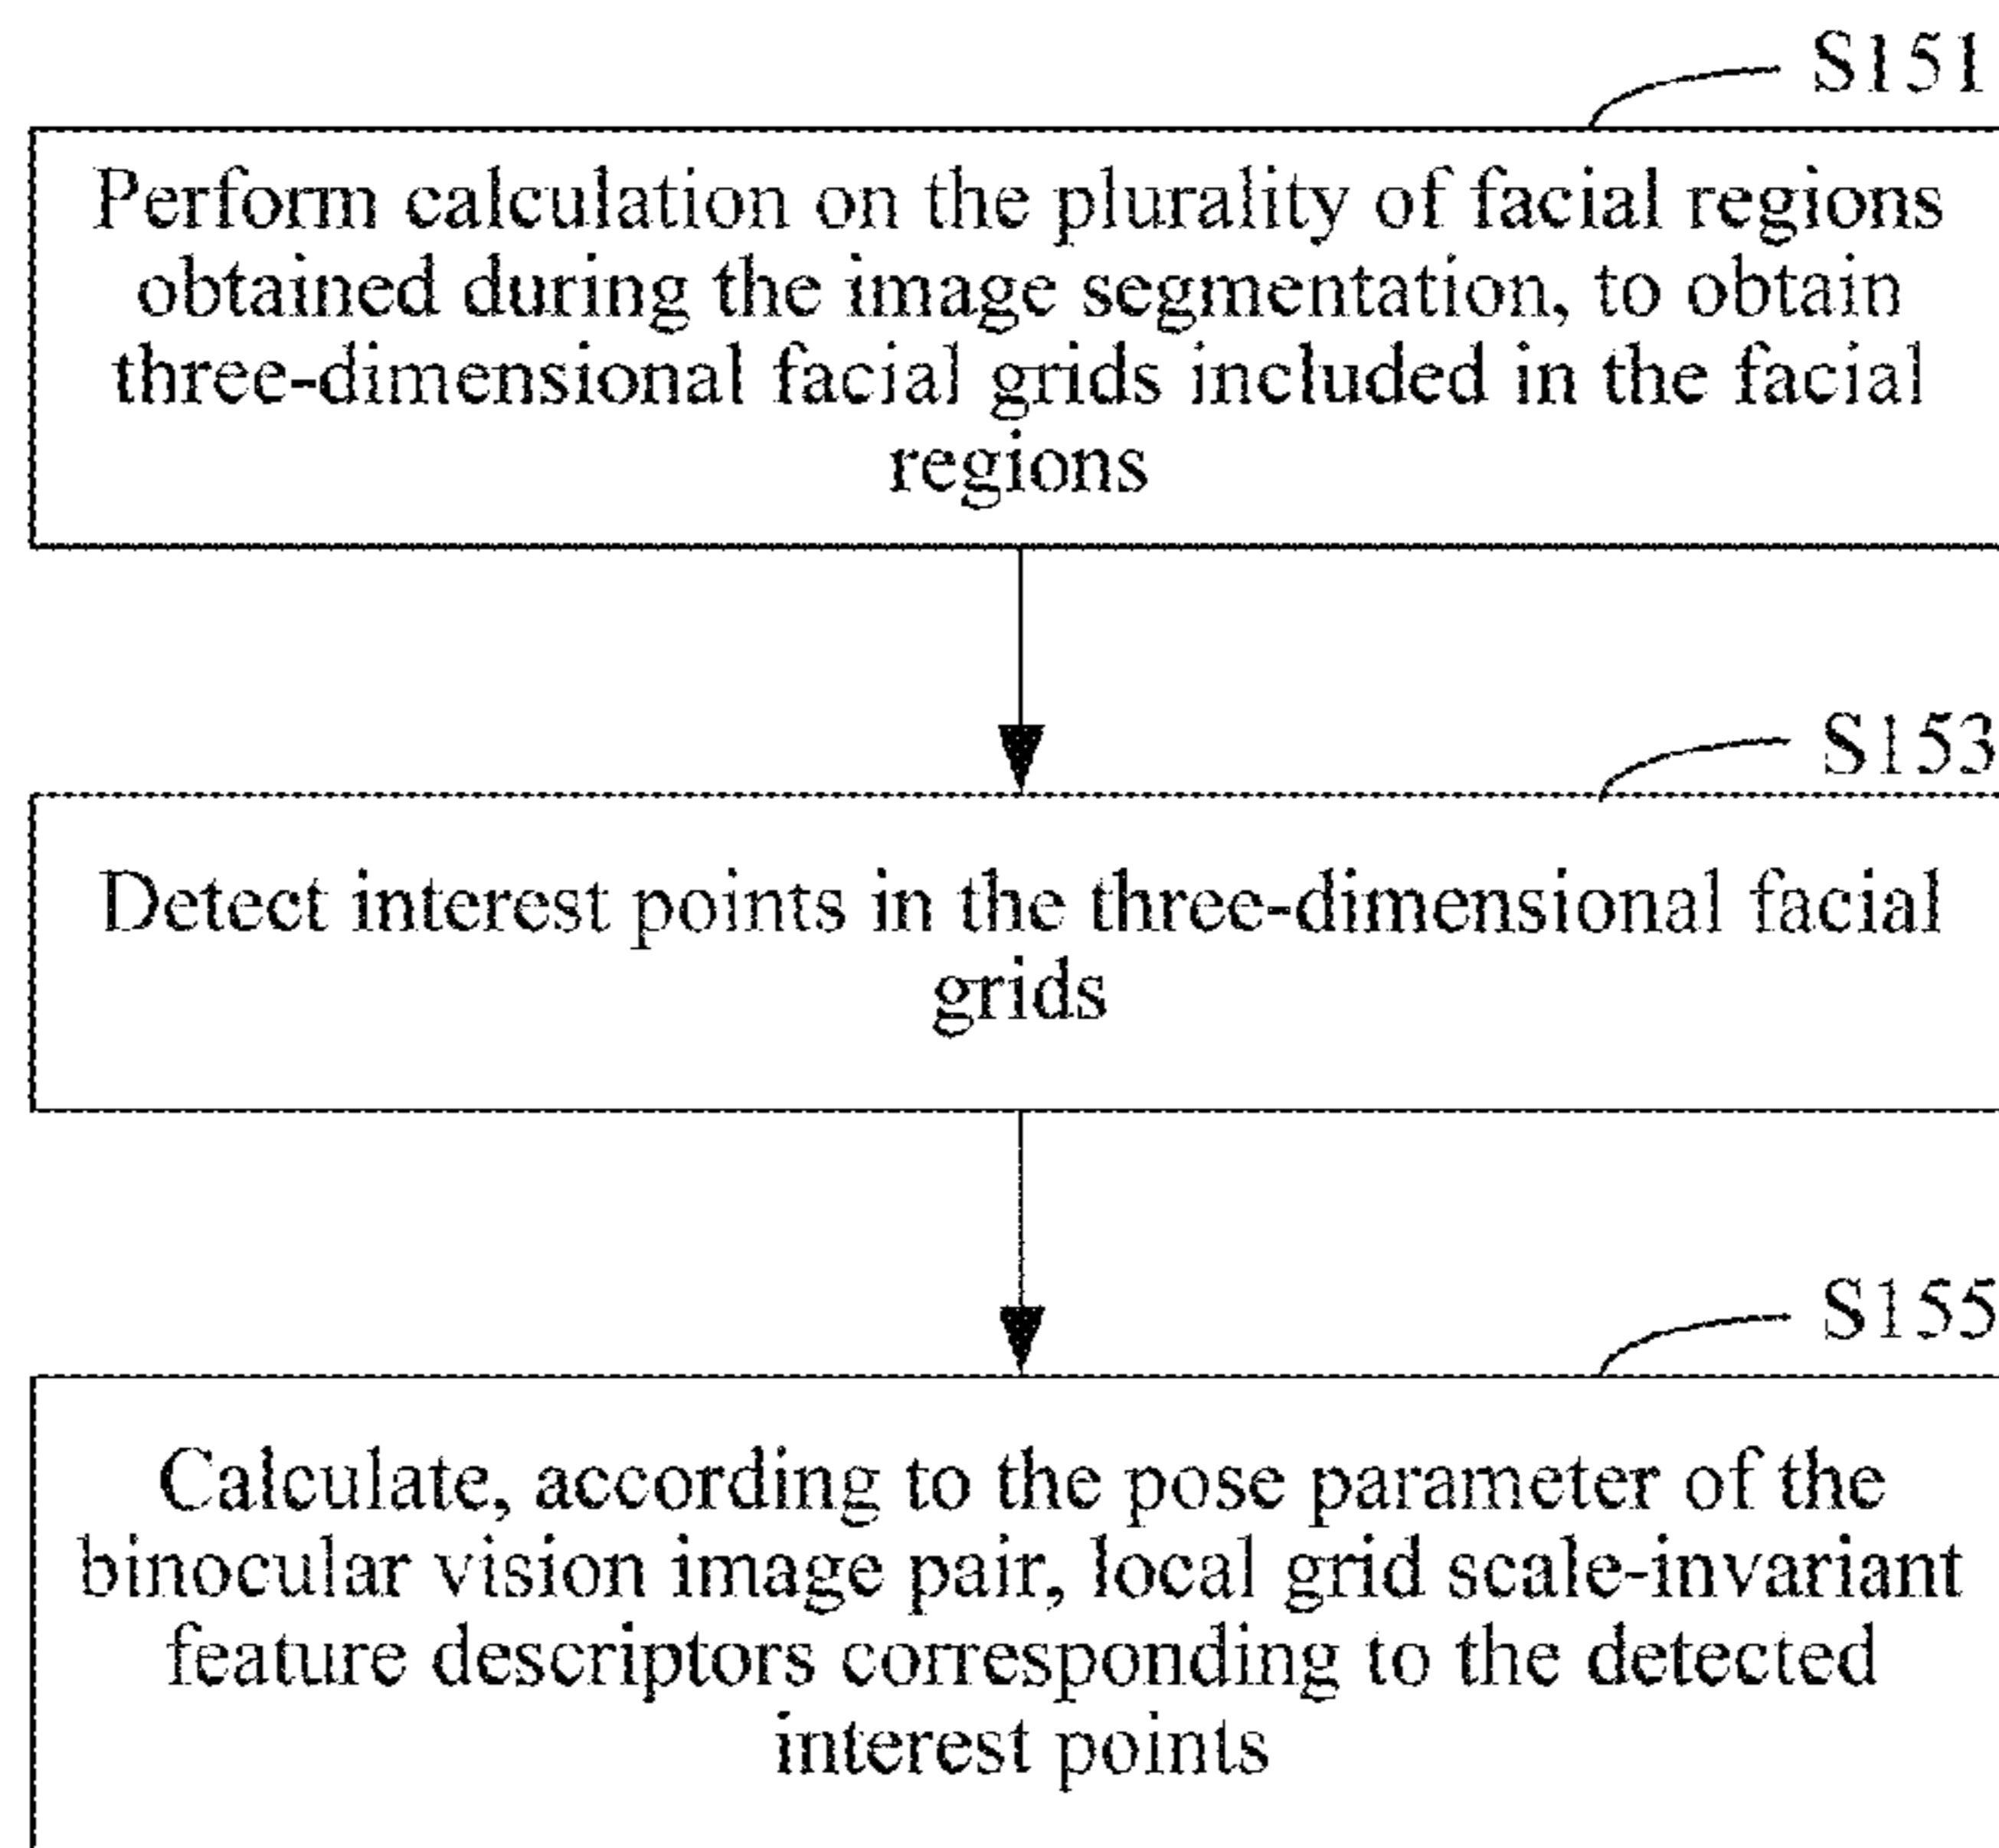 S151
Perform calculation on the plurality of facial regions
obtained during the image segmentation, to obtain
three-dimensional facial grids included in the facial
regions
S153
Detect interest points in the three-dimensional facial
grids
S155
Calculate, according to the pose parameter of the
binocular vision image pair, local grid scale-invariant
feature descriptors corresponding to the detected
interest points